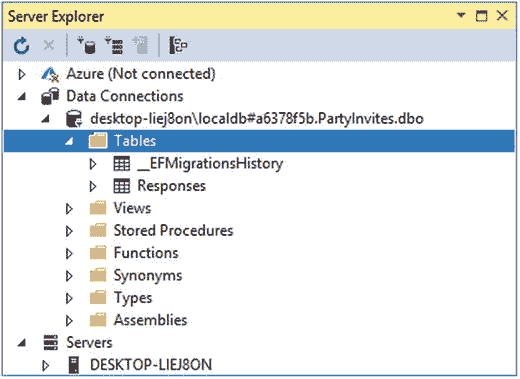 Server Explorer
Azure (Not connected)
Data Connections
desktop-liej8on\localdb#a6378f5b.PartyInvites.dbo
Tables
__EFMigrationsHistory
Responses
Views
Stored Procedures
Functions
Synonyms
Types
Assemblies
Servers
DESKTOP-LIEJ8ON